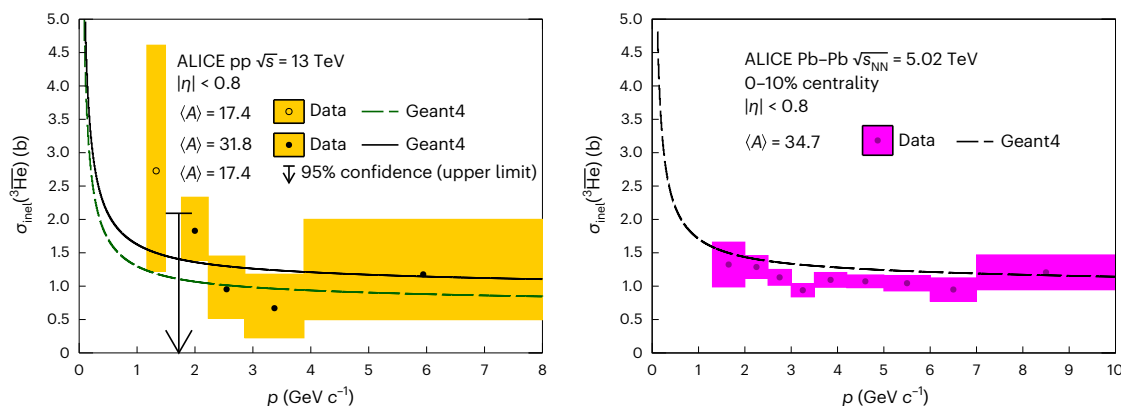 5.0
4.5
4.0
3.5
3.0
2.5
2.0
1.5
1.0
0.5
0
σinel(³H̅e̅) (b)
ALICE pp √s = 13 TeV
|η| < 0.8
⟨A⟩ = 17.4 Data Geant4
⟨A⟩ = 31.8 Data Geant4
⟨A⟩ = 17.4 95% confidence (upper limit)
0 1 2 3 4 5 6 7 8
p (GeV c⁻¹)
5.0
4.5
4.0
3.5
3.0
2.5
2.0
1.5
1.0
0.5
0
σinel(³H̅e̅) (b)
ALICE Pb–Pb √sNN = 5.02 TeV
0–10% centrality
|η| < 0.8
⟨A⟩ = 34.7 Data Geant4
0 1 2 3 4 5 6 7 8 9 10
p (GeV c⁻¹)